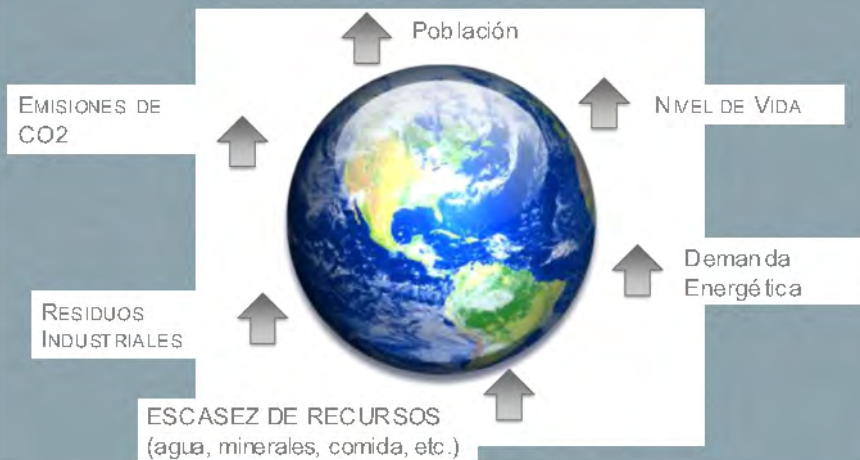 Población
EMISIONES DE
CO2
NIVEL DE VIDA
Demanda
Energética
RESIDUOS
INDUSTRIALES
ESCASEZ DE RECURSOS
(agua, minerales, comida, etc.)